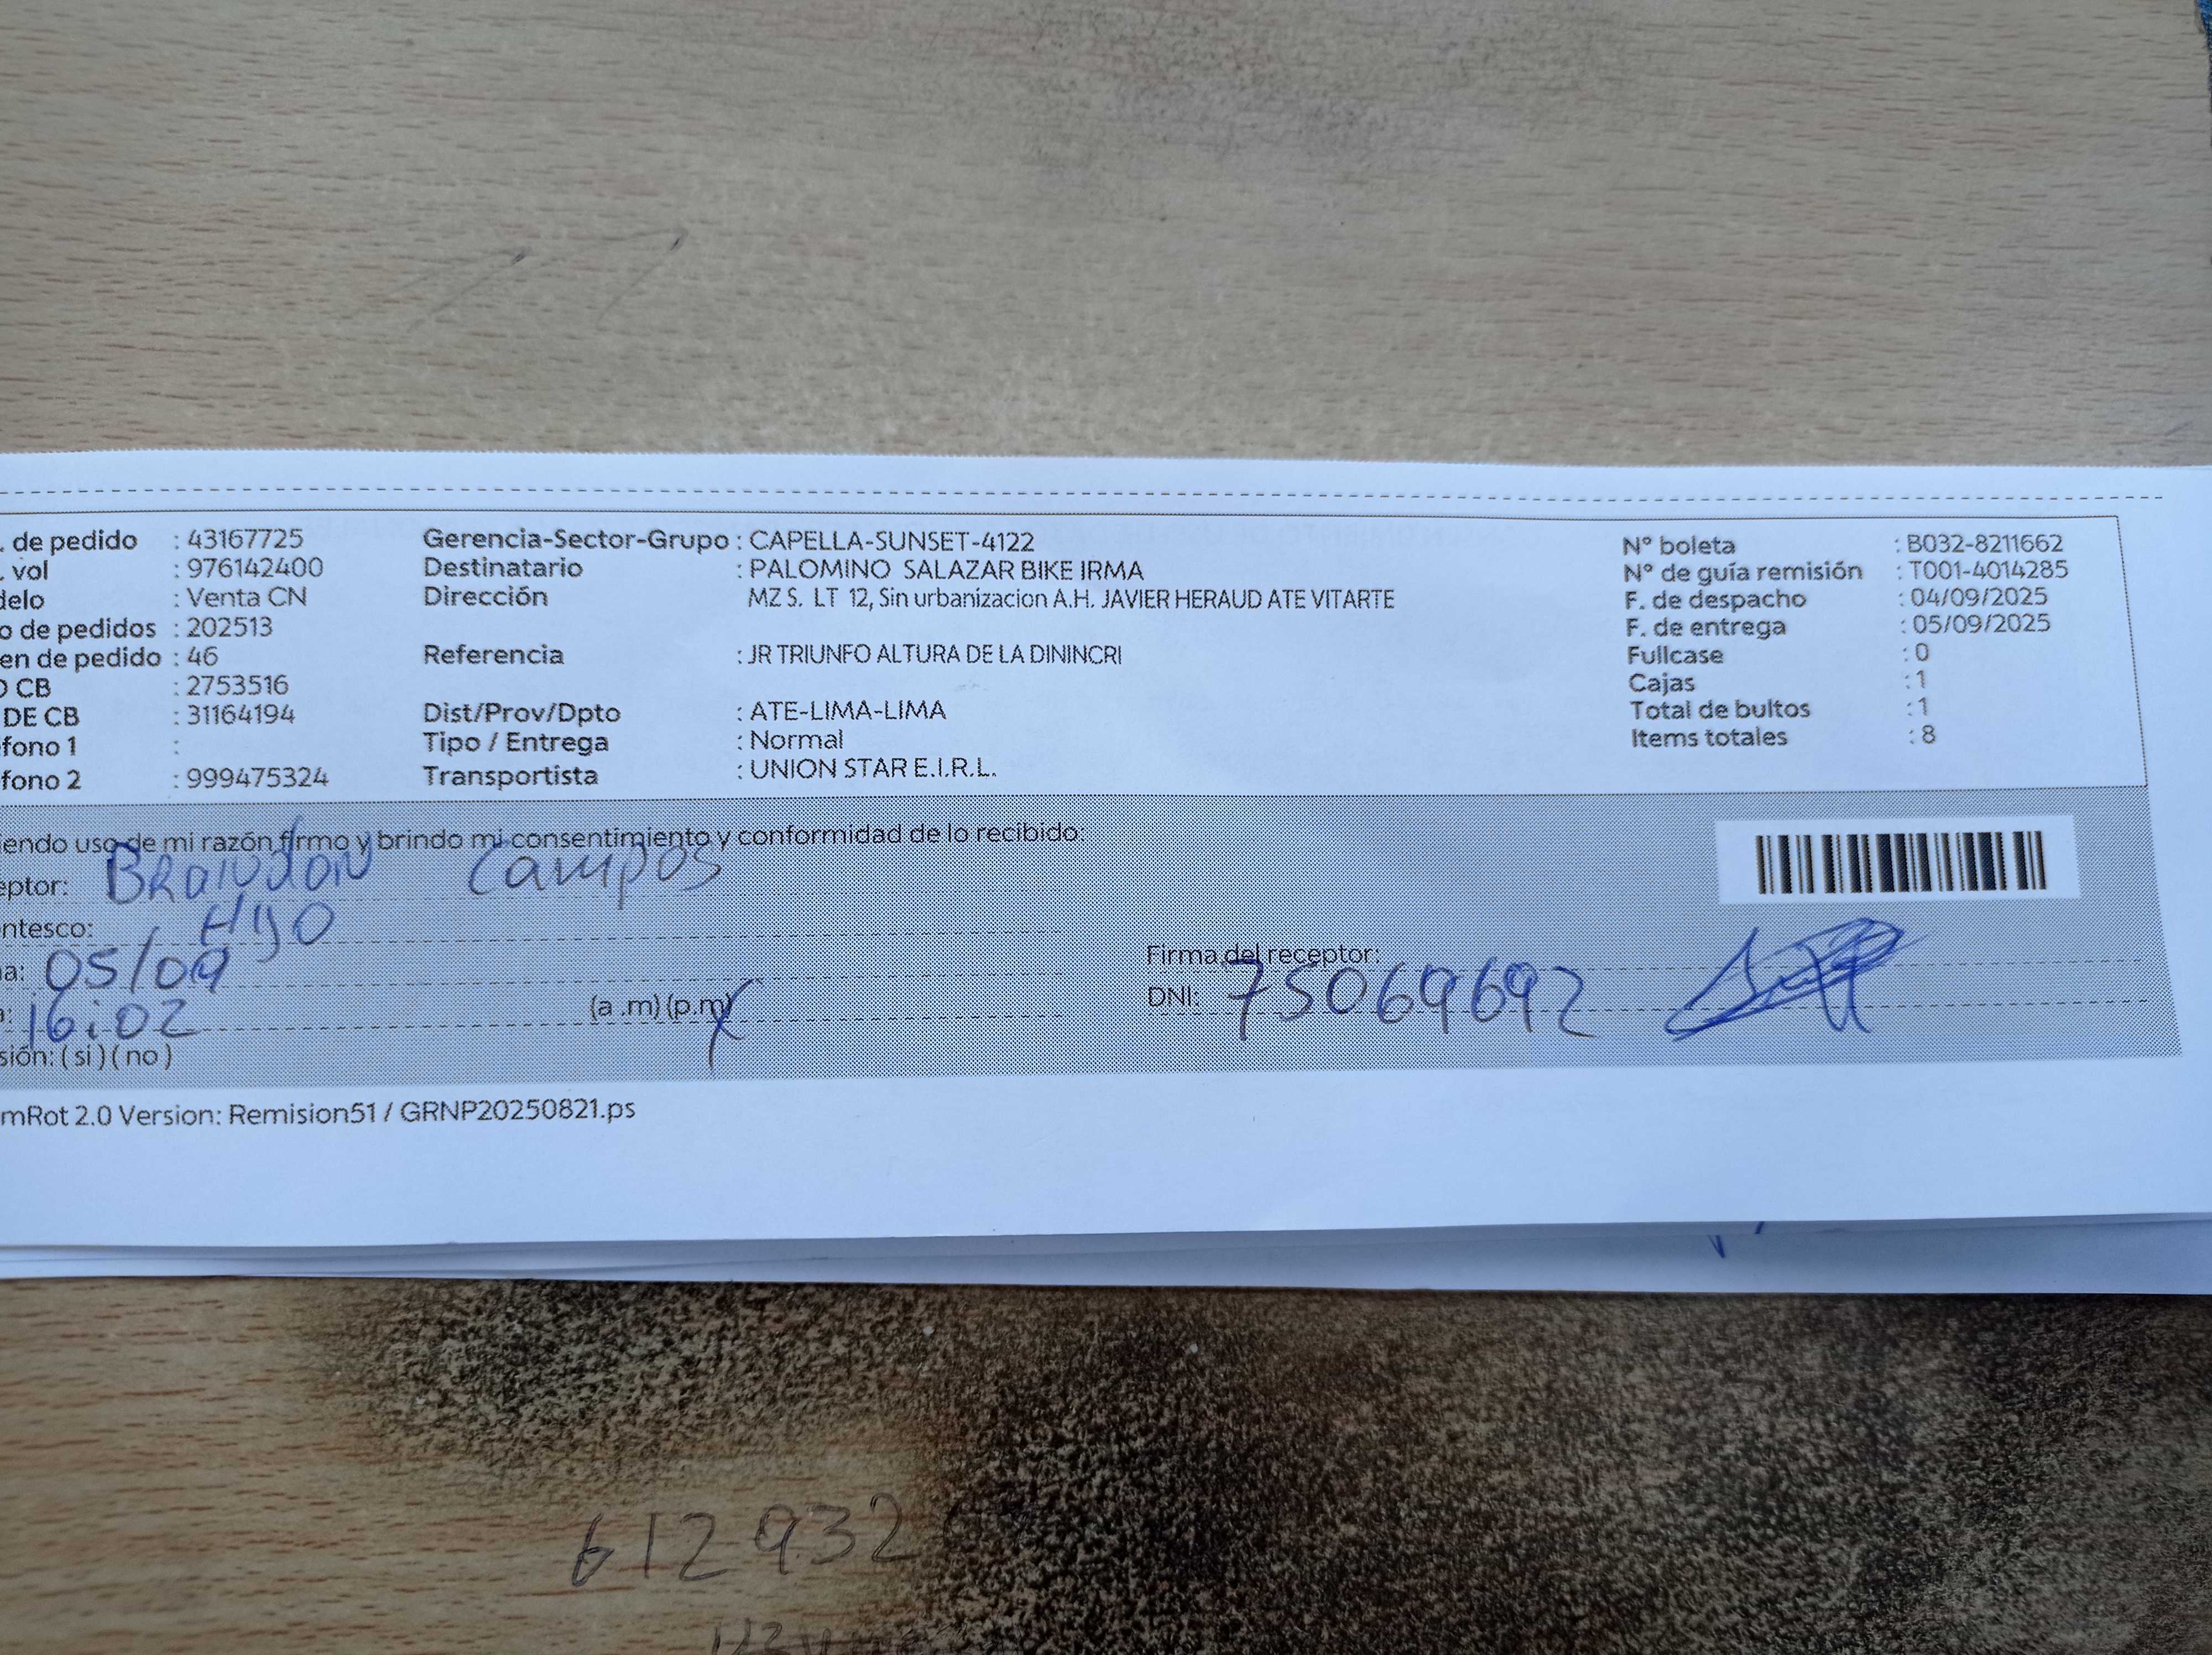 . de pedido : 43167725 Gerencia-Sector-Grupo : CAPELLA-SUNSET-4122 N° boleta : B032-8211662
. vol : 976142400 Destinatario : PALOMINO SALAZAR BIKE IRMA N° de guía remisión : T001-4014285
delo : Venta CN Dirección MZ S. LT 12, Sin urbanizacion A.H. JAVIER HERAUD ATE VITARTE F. de despacho : 04/09/2025
o de pedidos : 202513 F. de entrega : 05/09/2025
en de pedido : 46 Referencia : JR TRIUNFO ALTURA DE LA DININCRI Fullcase : 0
O CB : 2753516 Cajas : 1
DE CB : 31164194 Dist/Prov/Dpto : ATE-LIMA-LIMA Total de bultos : 1
fono 1 : Tipo / Entrega : Normal Items totales : 8
fono 2 : 999475324 Transportista : UNION STAR E.I.R.L.
iendo uso de mi razón firmo y brindo mi consentimiento y conformidad de lo recibido:
eptor: BRaiNdoN Campos
entesco: Hijo
a: 05/09 Firma del receptor:
a: 16:02 (a .m) (p.m) X DNI: 75069692
sión: ( si ) ( no )
mRot 2.0 Version: Remision51 / GRNP20250821.ps
612932